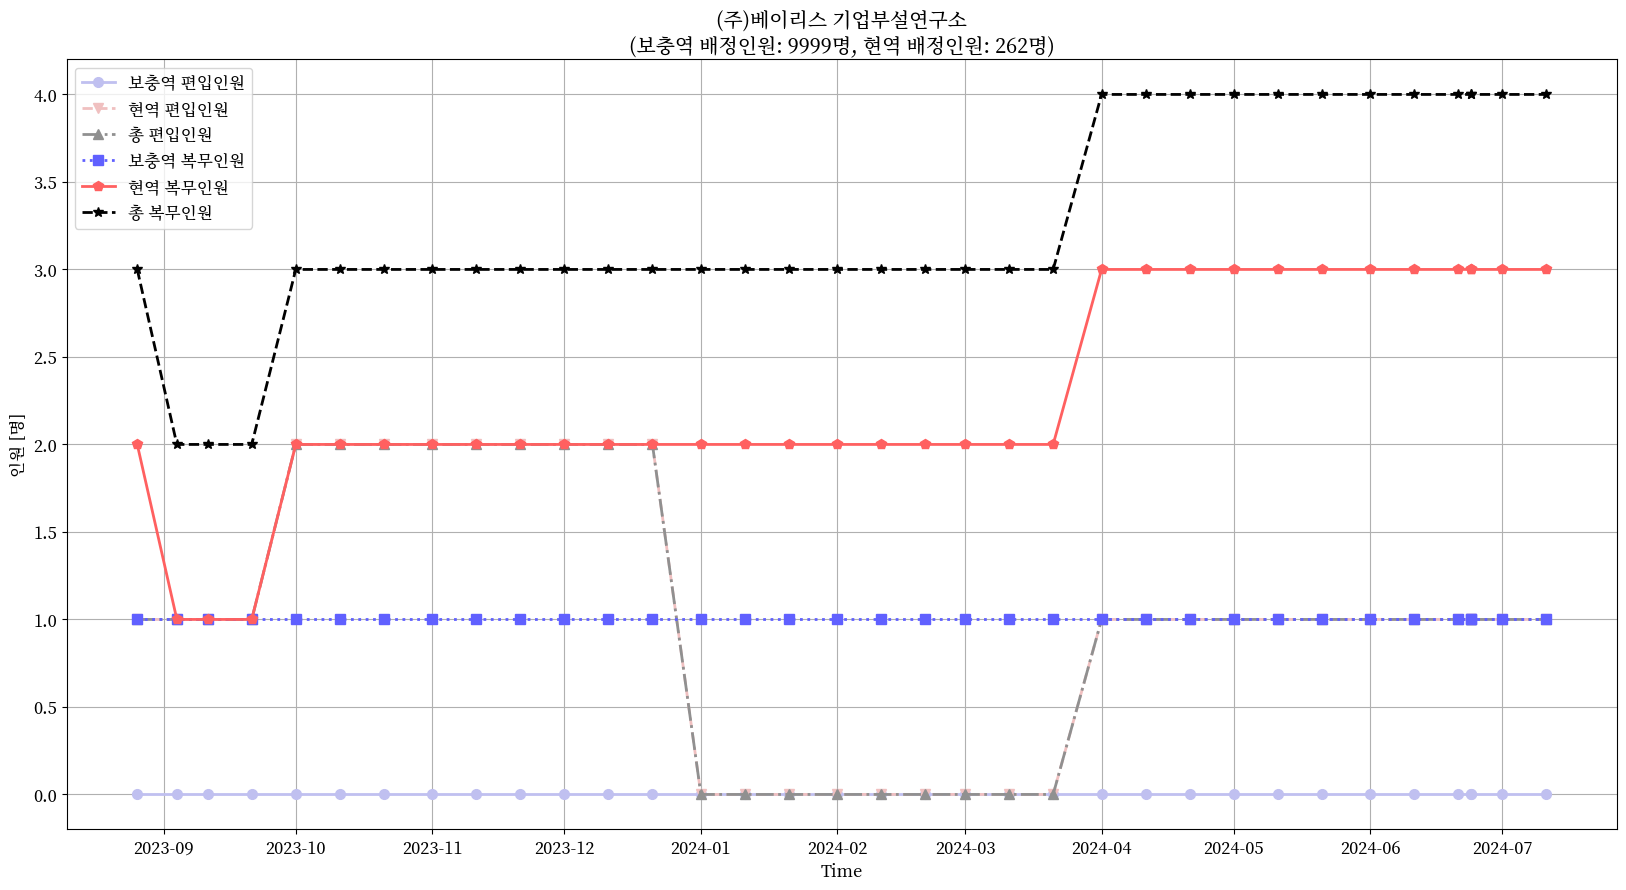 (주)베이리스 기업부설연구소
(보충역 배정인원: 9999명, 현역 배정인원: 262명)
보충역 편입인원
현역 편입인원
총 편입인원
보충역 복무인원
현역 복무인원
총 복무인원
인원 [명]
4.0
3.5
3.0
2.5
2.0
1.5
1.0
0.5
0.0
2023-09 2023-10 2023-11 2023-12 2024-01 2024-02 2024-03 2024-04 2024-05 2024-06 2024-07
Time